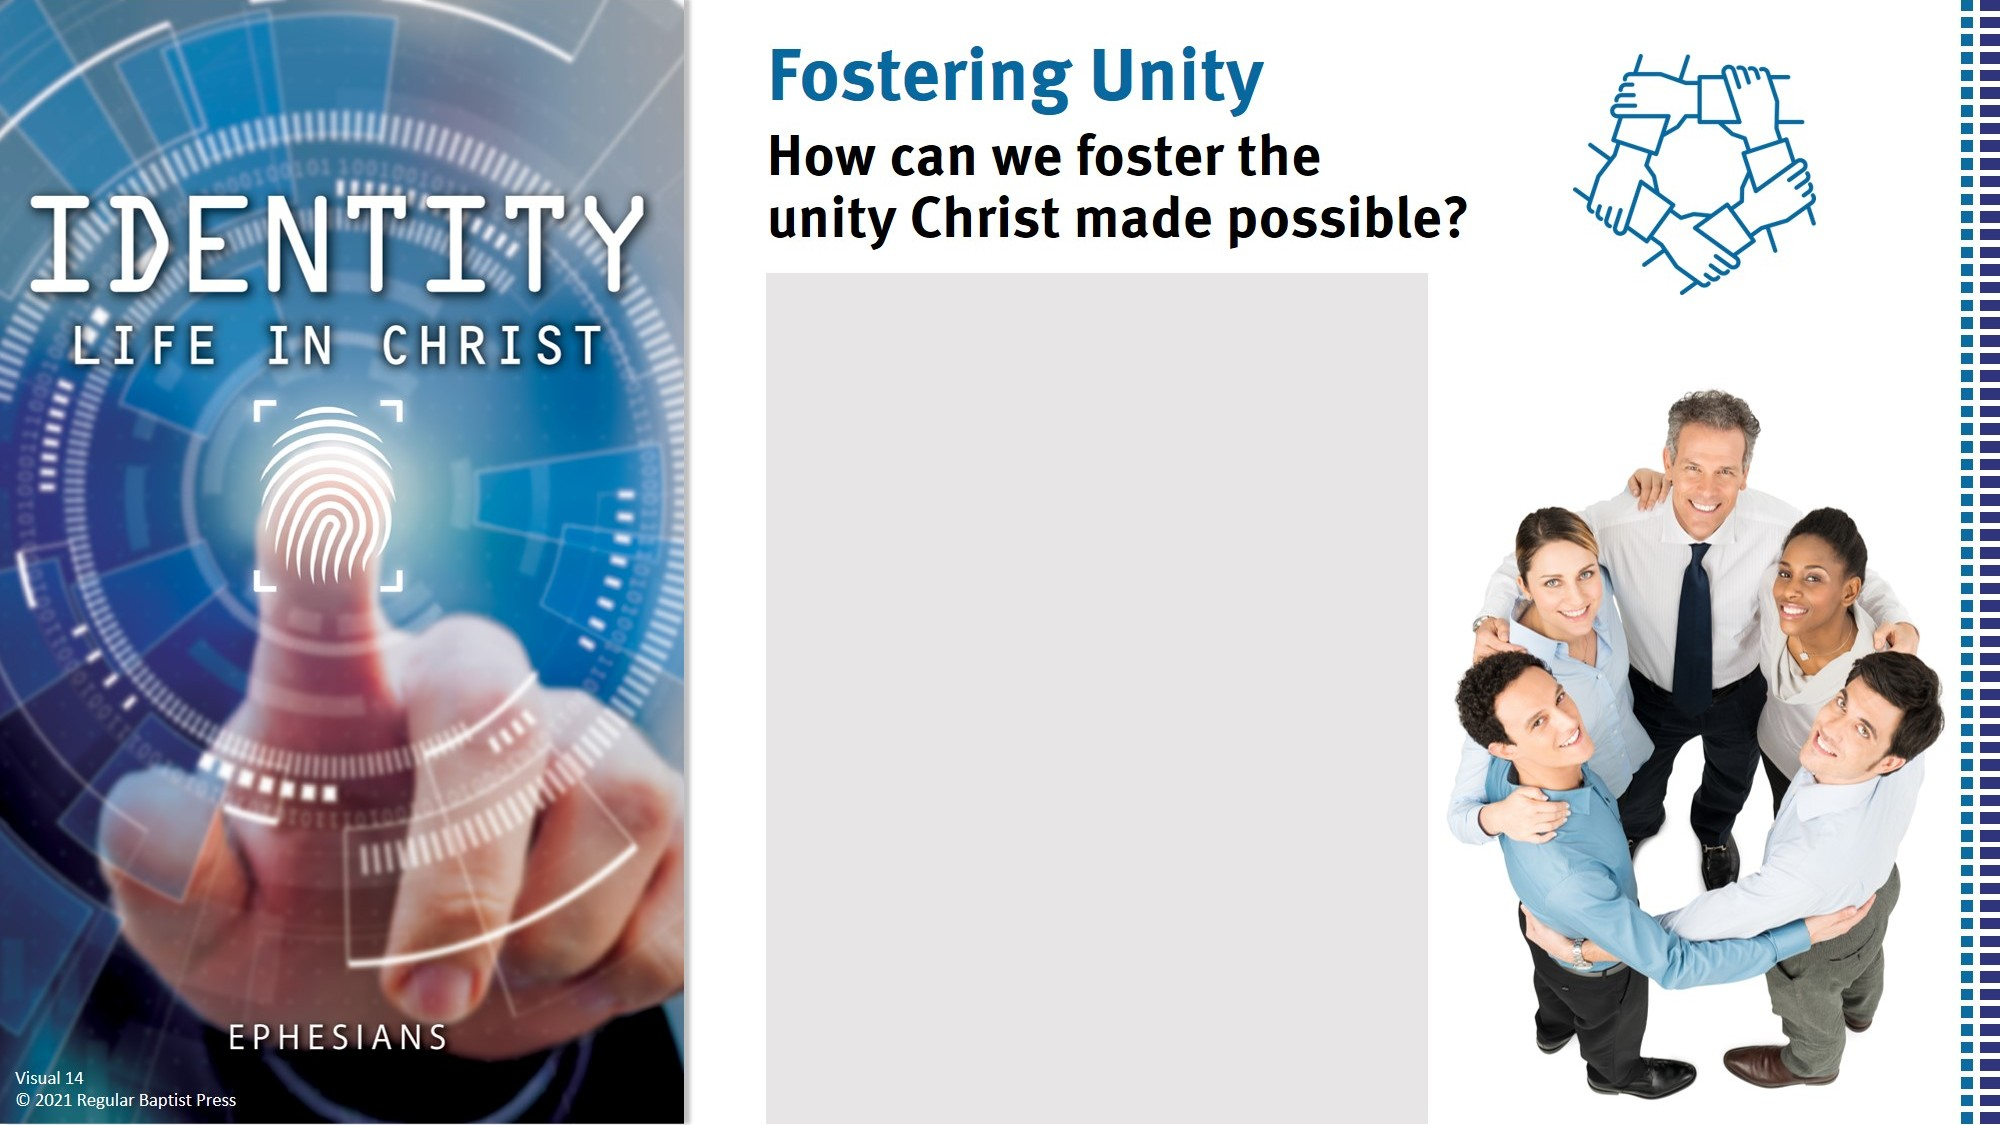 IDENTITY
LIFE IN CHRIST
EPHESIANS
Visual 14
© 2021 Regular Baptist Press
Fostering Unity
How can we foster the
unity Christ made possible?